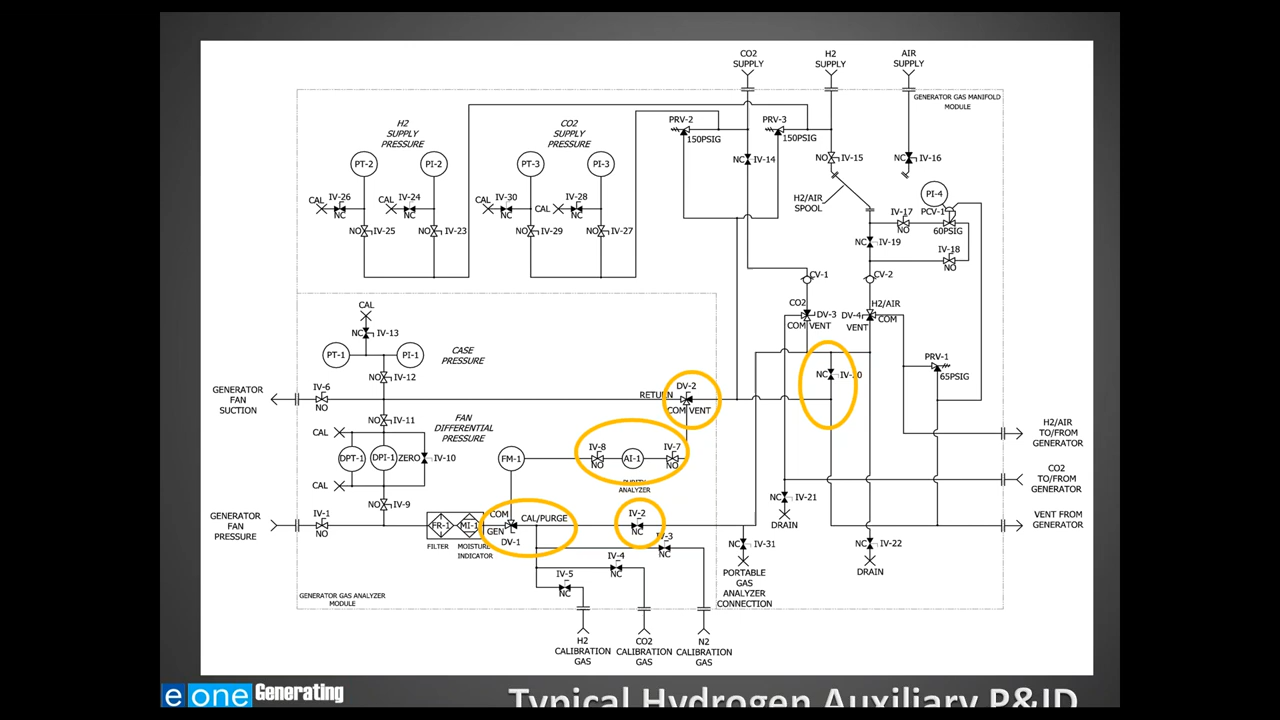 CO2
SUPPLY
H2
SUPPLY
AIR
SUPPLY
GENERATOR GAS MANIFOLD
MODULE
H2
SUPPLY
PRESSURE
CO2
SUPPLY
PRESSURE
PRV-2
150PSIG
PRV-3
150PSIG
PT-2
PI-2
PT-3
PI-3
NC
IV-14
NO
IV-15
NC
IV-16
CAL
IV-26
NC
CAL
IV-24
NC
CAL
IV-30
NC
CAL
IV-28
NC
H2/AIR
SPOOL
PI-4
PCV-1
60PSIG
IV-17
NO
NO
IV-25
NO
IV-23
NO
IV-29
NO
IV-27
NC
IV-19
IV-18
NO
CV-1
CV-2
CAL
NC
IV-13
CO2
DV-3
COM VENT
H2/AIR
DV-4
COM
VENT
PT-1
PI-1
CASE
PRESSURE
NO
IV-12
NC
PRV-1
65PSIG
GENERATOR
FAN
SUCTION
IV-6
NO
RETURN
DV-2
COM VENT
NO
IV-11
FAN
DIFFERENTIAL
PRESSURE
CAL
DPT-1
DPI-1
ZERO
IV-10
CAL
FM-1
IV-8
NO
AI-1
IV-7
NO
ANALYZER
H2/AIR
TO/FROM
GENERATOR
CO2
TO/FROM
GENERATOR
NO
IV-9
NC
IV-21
DRAIN
GENERATOR
FAN
PRESSURE
IV-1
NO
FR-1
MI-1
FILTER
MOISTURE
INDICATOR
COM
GEN
DV-1
CAL/PURGE
IV-2
NC
NC
VENT FROM
GENERATOR
IV-4
NC
IV-5
NC
NC
IV-31
PORTABLE
GAS
ANALYZER
CONNECTION
NC
IV-22
DRAIN
GENERATOR GAS ANALYZER
MODULE
H2
CALIBRATION
GAS
CO2
CALIBRATION
GAS
N2
CALIBRATION
GAS
e one Generating
Typical Hydrogen Auxiliary P&ID